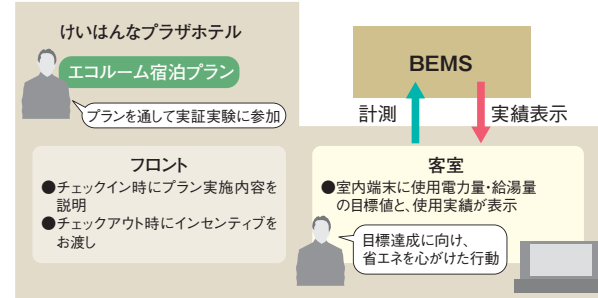 けいはんなプラザホテル
エコルーム宿泊プラン
プランを通して実証実験に参加
BEMS
計測
実績表示
フロント
●チェックイン時にプラン実施内容を
説明
●チェックアウト時にインセンティブを
お渡し
客室
●室内端末に使用電力量・給湯量
の目標値と、使用実績が表示
目標達成に向け、
省エネを心がけた行動